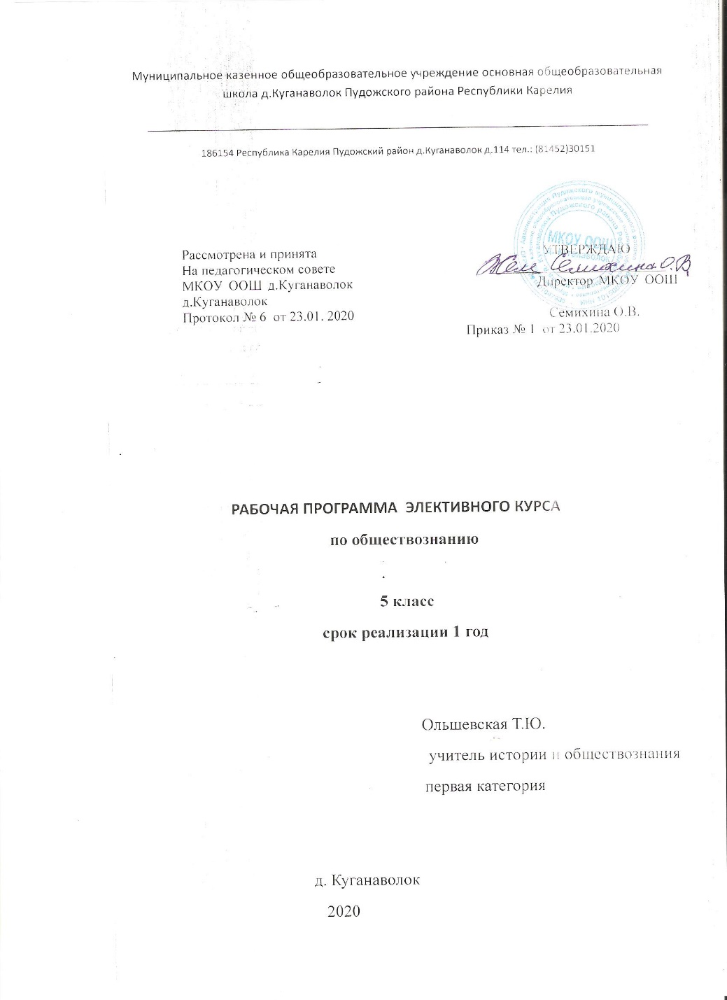 Муниципальное казенное общеобразовательное учреждение основная общеобразовательная
школа д.Куганаволок Пудожского района Республики Карелия
186154 Республика Карелия Пудожский район д.Куганаволок д.114 тел.: (81452)30151
Рассмотрена и принята
На педагогическом совете
МКОУ ООШ д.Куганаволок
д.Куганаволок
Протокол № 6 от 23.01. 2020
МКОУ ООШ
УТВЕРЖДАЮ
Семихина О.В
Директор МКОУ ООШ
Семихина О.В.
Приказ № 1 от 23.01.2020
РАБОЧАЯ ПРОГРАММА ЭЛЕКТИВНОГО КУРСА
по обществознанию
5 класс
срок реализации 1 год
Ольшевская Т.Ю.
учитель истории и обществознания
первая категория
д. Куганаволок
2020